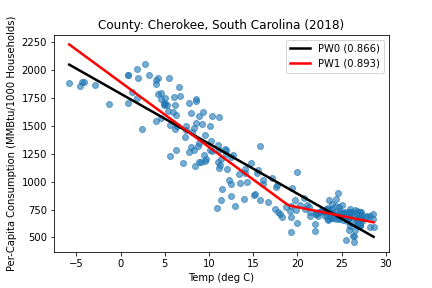 County: Cherokee, South Carolina (2018)
Per-Capita Consumption (MMBtu/1000 Households)
2250
2000
1750
1500
1250
1000
750
500
PW0 (0.866)
PW1 (0.893)
−5 0 5 10 15 20 25 30
Temp (deg C)